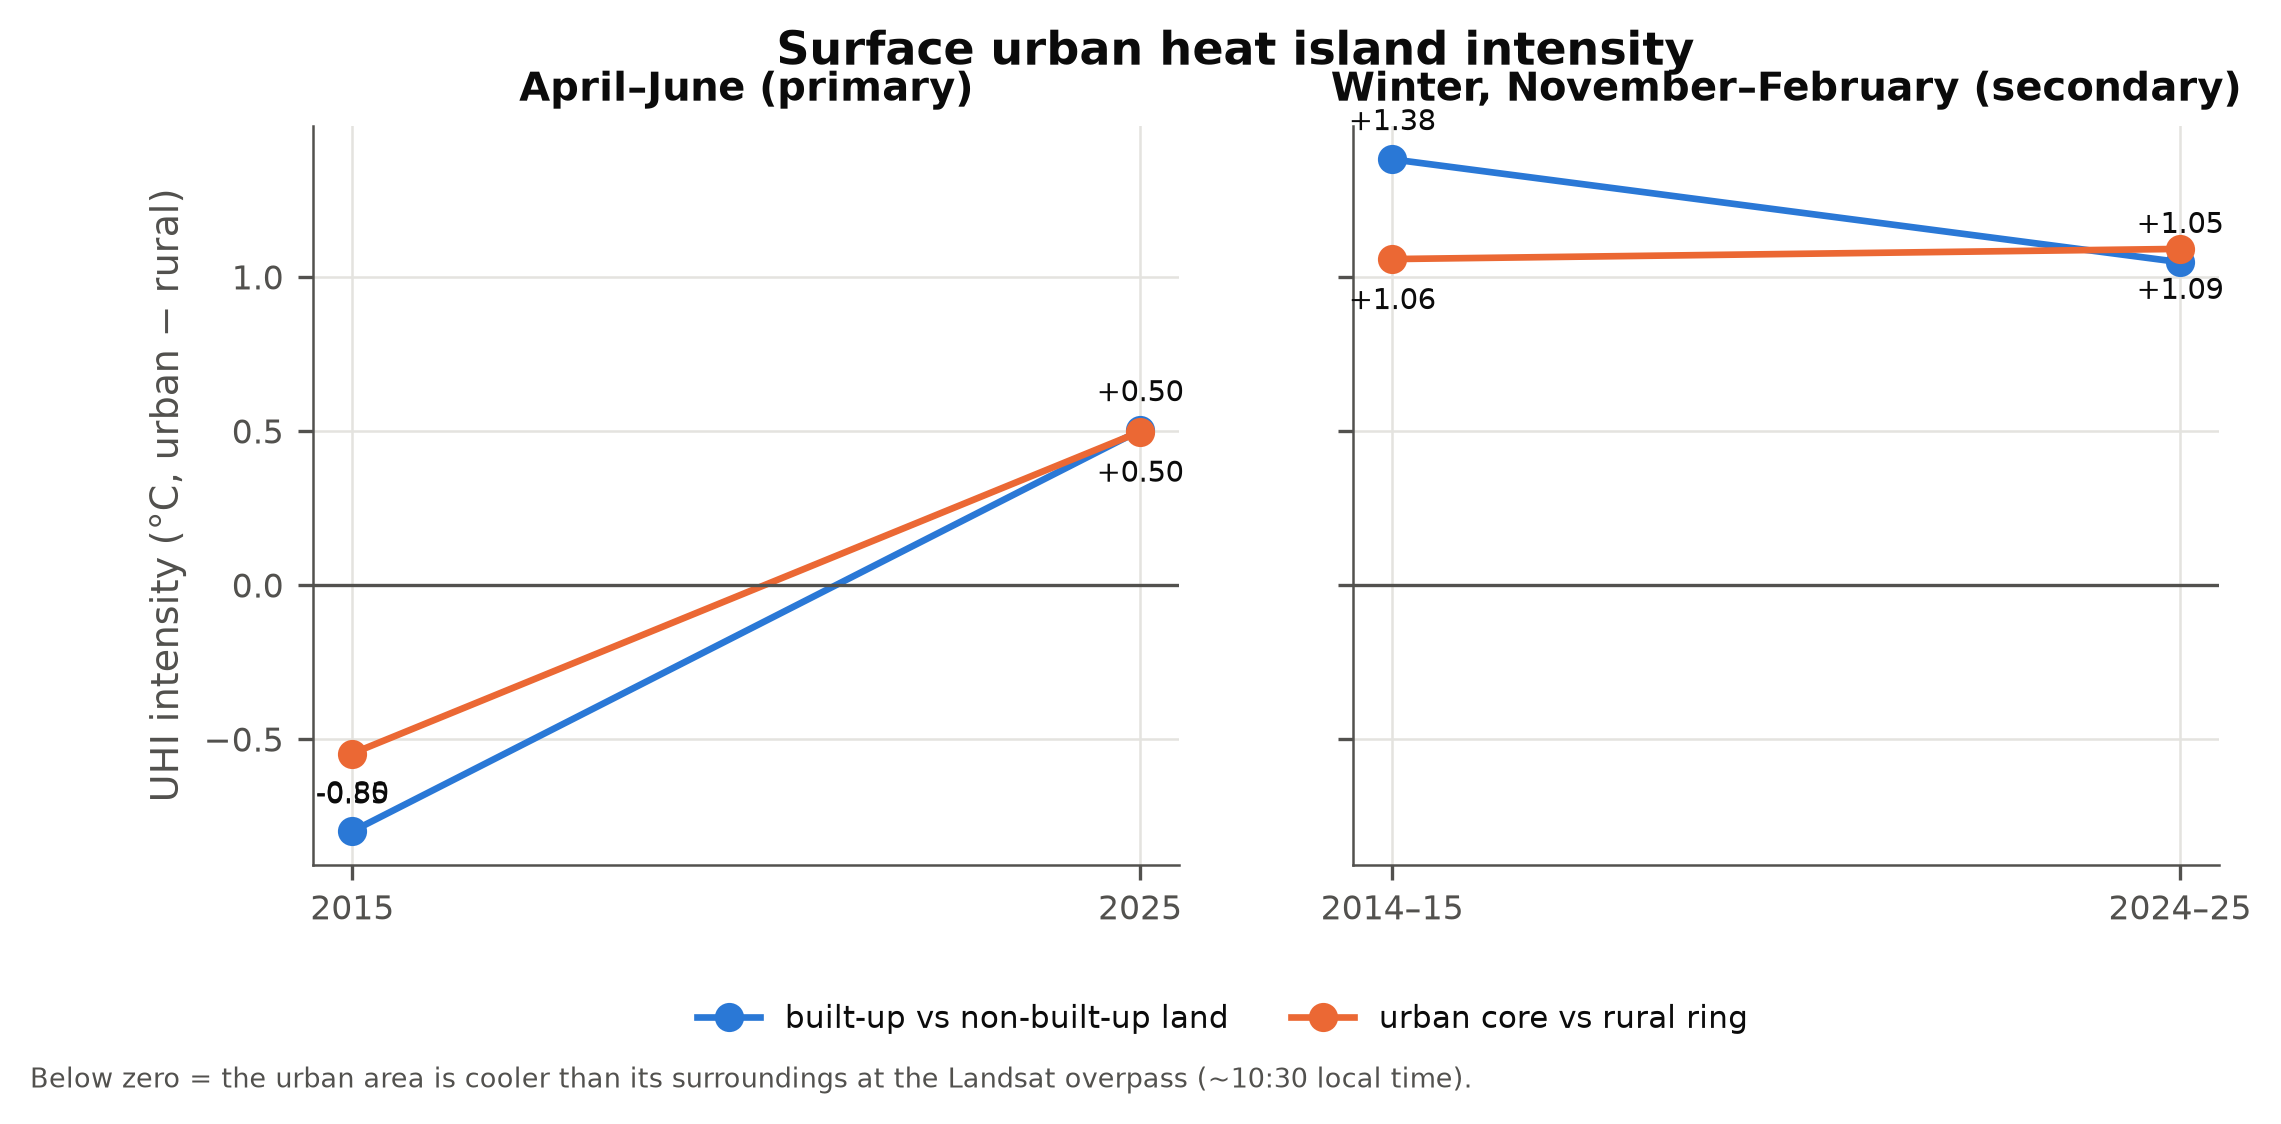 Surface urban heat island intensity
April–June (primary)
Winter, November–February (secondary)
UHI intensity (°C, urban − rural)
1.0
0.5
0.0
−0.5
+0.50
+0.50
2015
2025
+1.38
+1.06
+1.05
+1.09
2014–15
2024–25
built-up vs non-built-up land
urban core vs rural ring
Below zero = the urban area is cooler than its surroundings at the Landsat overpass (~10:30 local time).